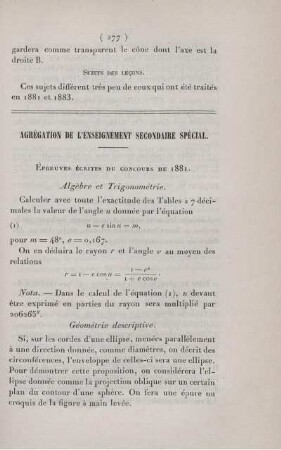 ( 277 )
gardera comme transparent le cône dont l'axe est la
droite B.
SUJETS DES LEÇONS.
Ces sujets diffèrent très peu de ceux qui ont été traités
en 1881 et 1883.
AGRÉGATION DE L'ENSEIGNEMENT SECONDAIRE SPÉCIAL.
ÉPREUVES ÉCRITES DU CONCOURS DE 1881.
Algèbre et Trigonométrie.
Calculer avec toute l'exactitude des Tables à 7 déci-
males la valeur de l'angle u donnée par l'équation
(1) u − e sin u = m,
pour m = 48°, e = 0,167.
On en déduira le rayon r et l'angle v au moyen des
relations
r = 1 − e cos u = (1 − e²)/(1 + e cos v).
Nota. — Dans le calcul de l'équation (1), e devant
être exprimé en parties du rayon sera multiplié par
206265″.
Géométrie descriptive.
Si, sur les cordes d'une ellipse, menées parallèlement
à une direction donnée, comme diamètres, on décrit des
circonférences, l'enveloppe de celles-ci sera une ellipse.
Pour démontrer cette proposition, on considérera l'el-
lipse donnée comme la projection oblique sur un certain
plan du contour d'une sphère. On fera une épure ou
croquis de la figure à main levée.